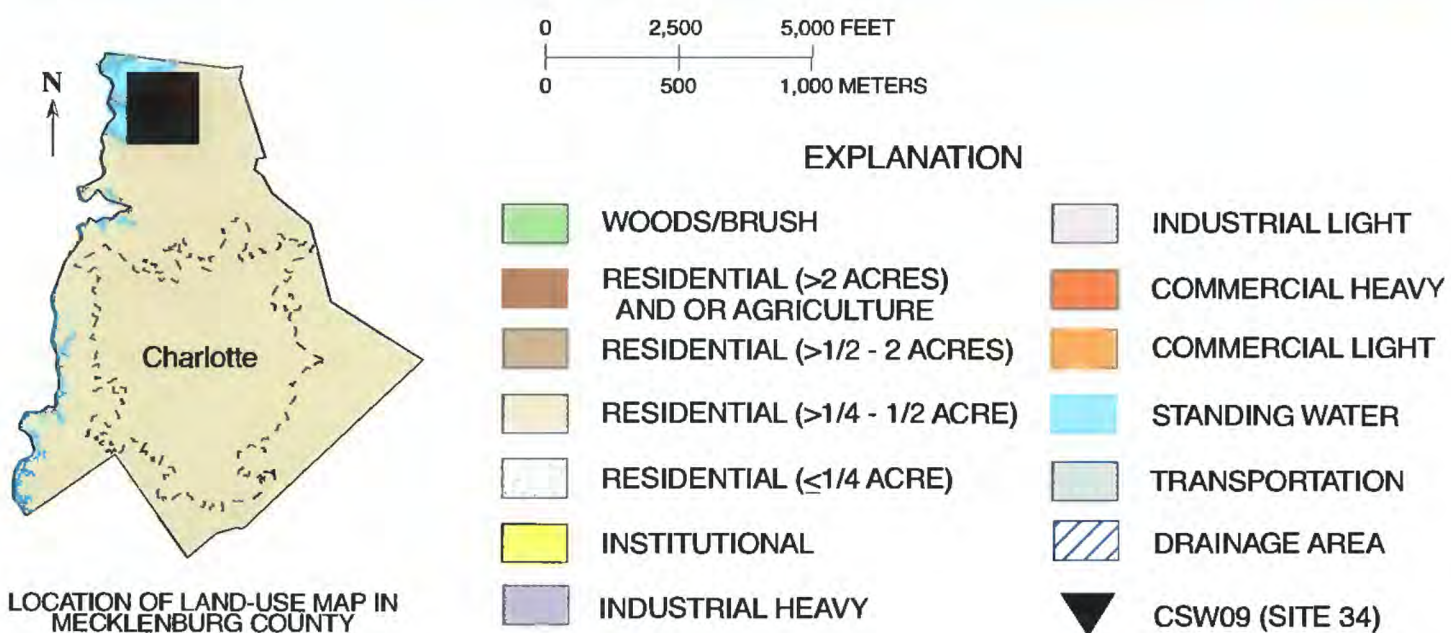 0 2,500 5,000 FEET
0 500 1,000 METERS
N
Charlotte
LOCATION OF LAND-USE MAP IN
MECKLENBURG COUNTY
EXPLANATION
WOODS/BRUSH
RESIDENTIAL (>2 ACRES)
AND OR AGRICULTURE
RESIDENTIAL (>1/2 - 2 ACRES)
RESIDENTIAL (>1/4 - 1/2 ACRE)
RESIDENTIAL (≤1/4 ACRE)
INSTITUTIONAL
INDUSTRIAL HEAVY
INDUSTRIAL LIGHT
COMMERCIAL HEAVY
COMMERCIAL LIGHT
STANDING WATER
TRANSPORTATION
DRAINAGE AREA
CSW09 (SITE 34)